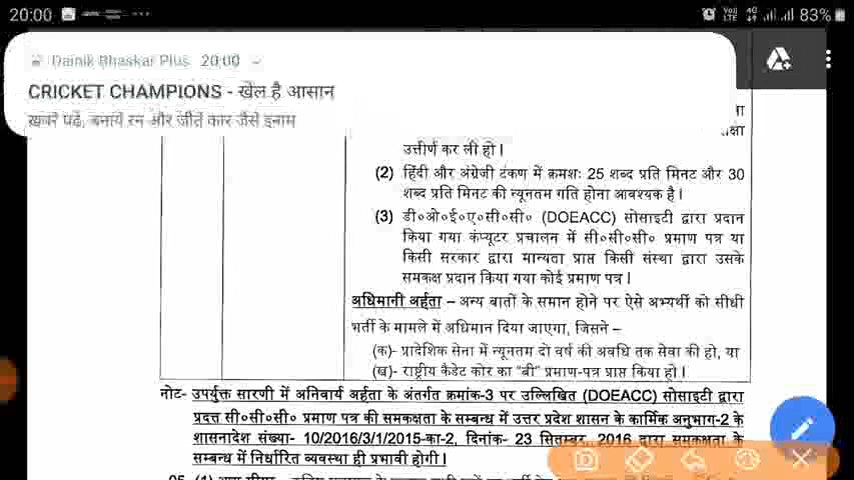 20:00
Voj) LTE 4G 83%
Dainik Bhaskar Plus 20:00
CRICKET CHAMPIONS - खेल है आसान
खबरें पढ़ें, बनायें रन और जीतें कार जैसे इनाम
उत्तीर्ण कर ली हो।
(2) हिंदी और अंग्रेजी टंकण में क्रमशः 25 शब्द प्रति मिनट और 30
शब्द प्रति मिनट की न्यूनतम गति होना आवश्यक है।
(3) डी०ओ०ई०ए०सी०सी० (DOEACC) सोसाइटी द्वारा प्रदान
किया गया कंप्यूटर प्रचालन में सी०सी०सी० प्रमाण पत्र या
किसी सरकार द्वारा मान्यता प्राप्त किसी संस्था द्वारा उसके
समकक्ष प्रदान किया गया कोई प्रमाण पत्र।
अधिमानी अर्हता – अन्य बातों के समान होने पर ऐसे अभ्यर्थी को सीधी
भर्ती के मामले में अधिमान दिया जाएगा, जिसने –
(क)- प्रादेशिक सेना में न्यूनतम दो वर्ष की अवधि तक सेवा की हो, या
(ख)- राष्ट्रीय कैडेट कोर का "बी" प्रमाण-पत्र प्राप्त किया हो।
नोट- उपर्युक्त सारणी में अनिवार्य अर्हता के अंतर्गत क्रमांक-3 पर उल्लिखित (DOEACC) सोसाइटी द्वारा
प्रदत्त सी०सी०सी० प्रमाण पत्र की समकक्षता के सम्बन्ध में उत्तर प्रदेश शासन के कार्मिक अनुभाग-2 के
शासनादेश संख्या- 10/2016/3/1/2015-का-2, दिनांक- 23 सितम्बर, 2016 द्वारा समकक्षता के
सम्बन्ध में निर्धारित व्यवस्था ही प्रभावी होगी।